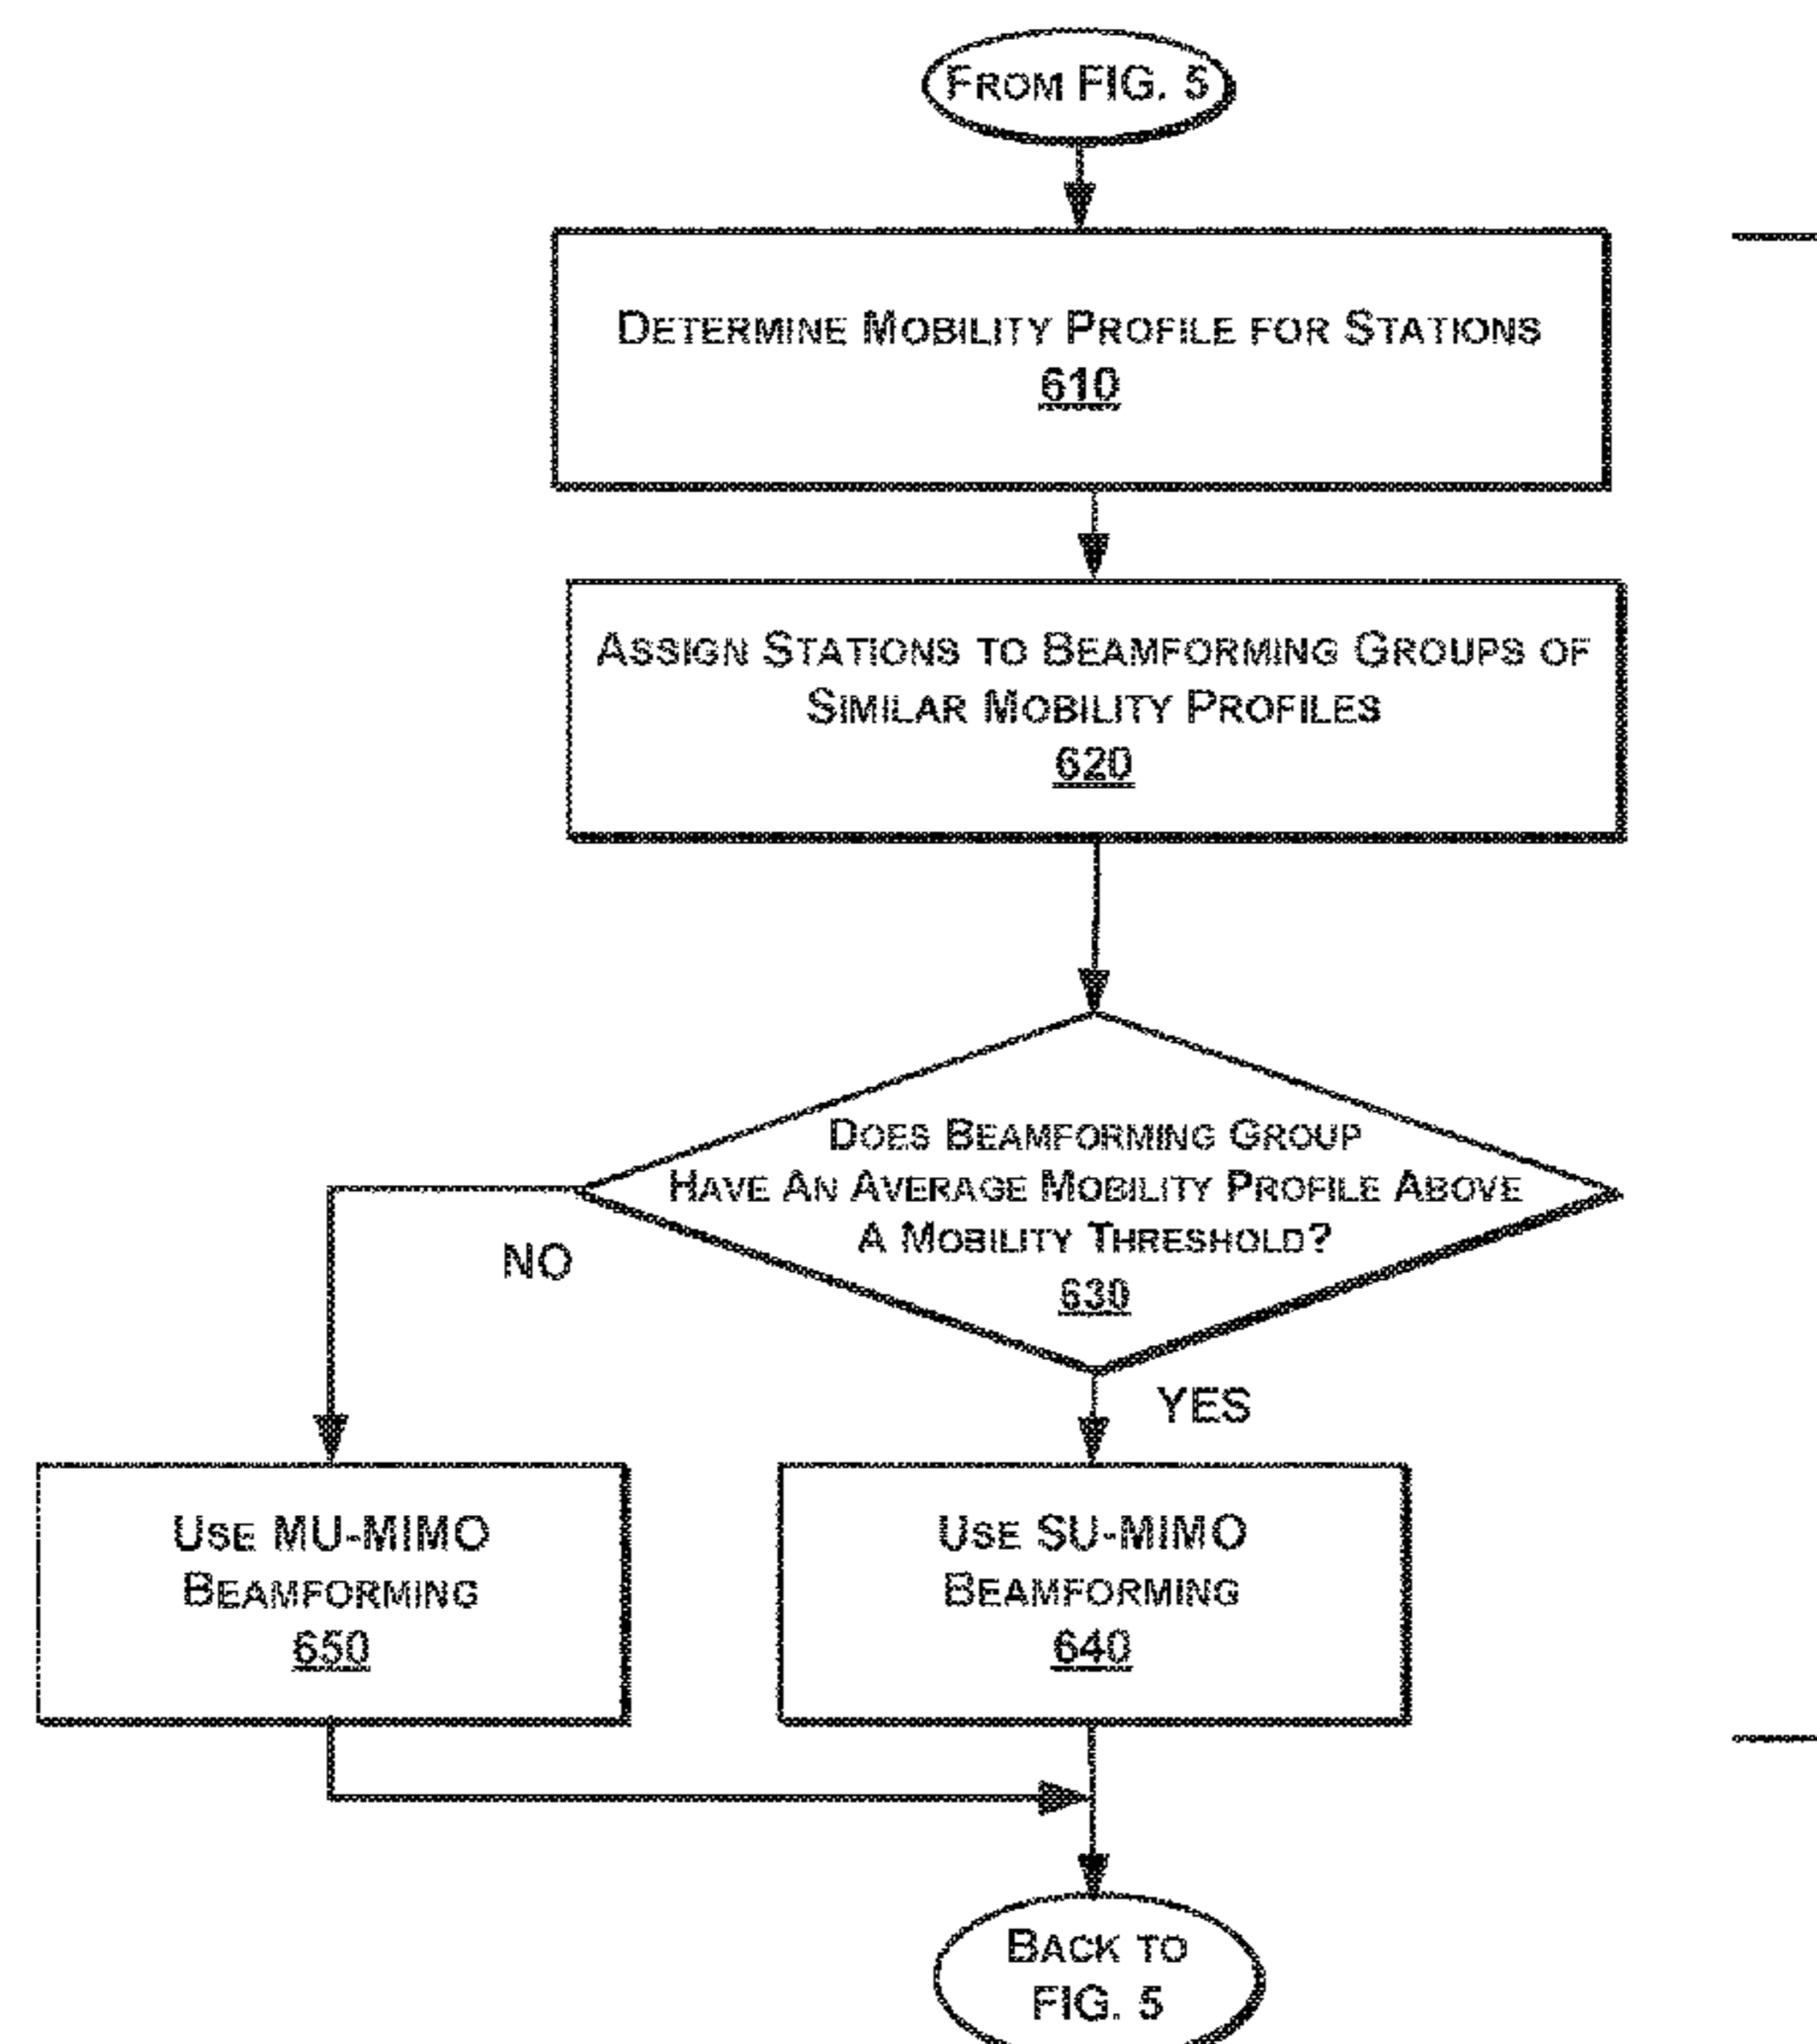 FROM FIG. 5
DETERMINE MOBILITY PROFILE FOR STATIONS
610
ASSIGN STATIONS TO BEAMFORMING GROUPS OF
SIMILAR MOBILITY PROFILES
620
DOES BEAMFORMING GROUP
HAVE AN AVERAGE MOBILITY PROFILE ABOVE
A MOBILITY THRESHOLD?
630
NO
YES
USE MU-MIMO
BEAMFORMING
650
USE SU-MIMO
BEAMFORMING
640
BACK TO
FIG. 5